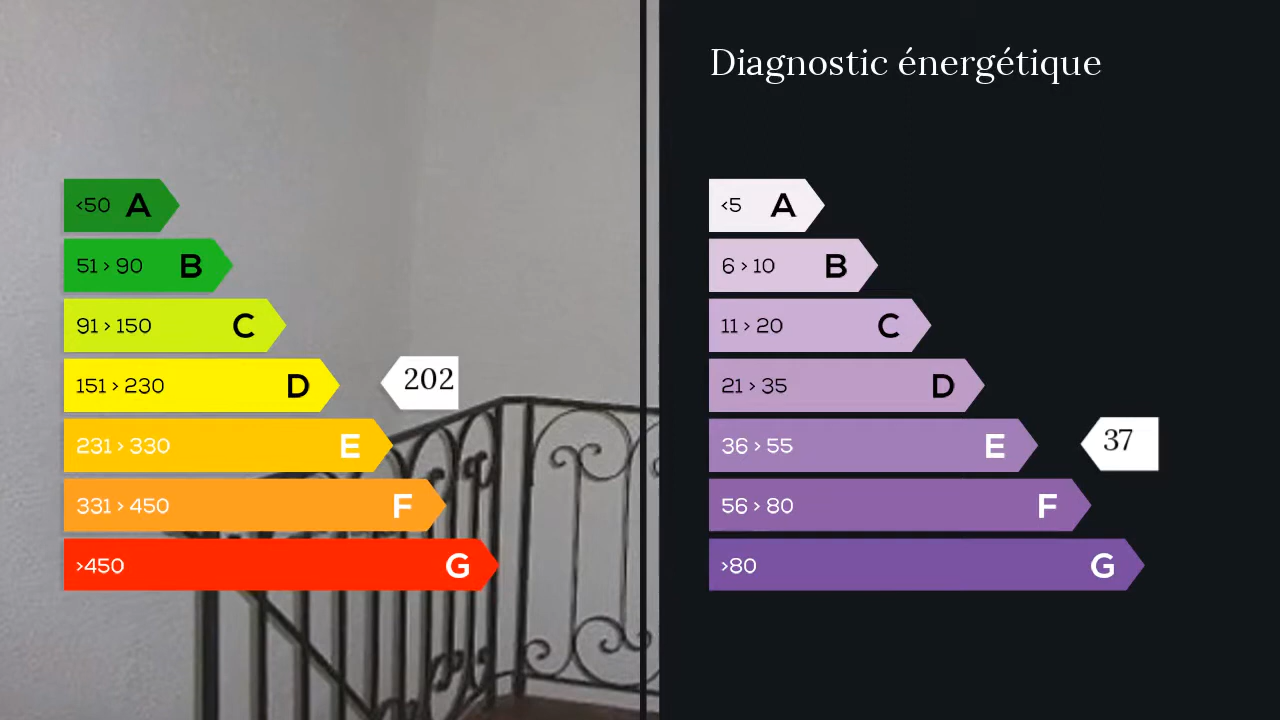 Diagnostic énergétique
<50 A
51 > 90 B
91 > 150 C
151 > 230 D
202
231 > 330 E
331 > 450 F
>450 G
<5 A
6 > 10 B
11 > 20 C
21 > 35 D
36 > 55 E
37
56 > 80 F
>80 G